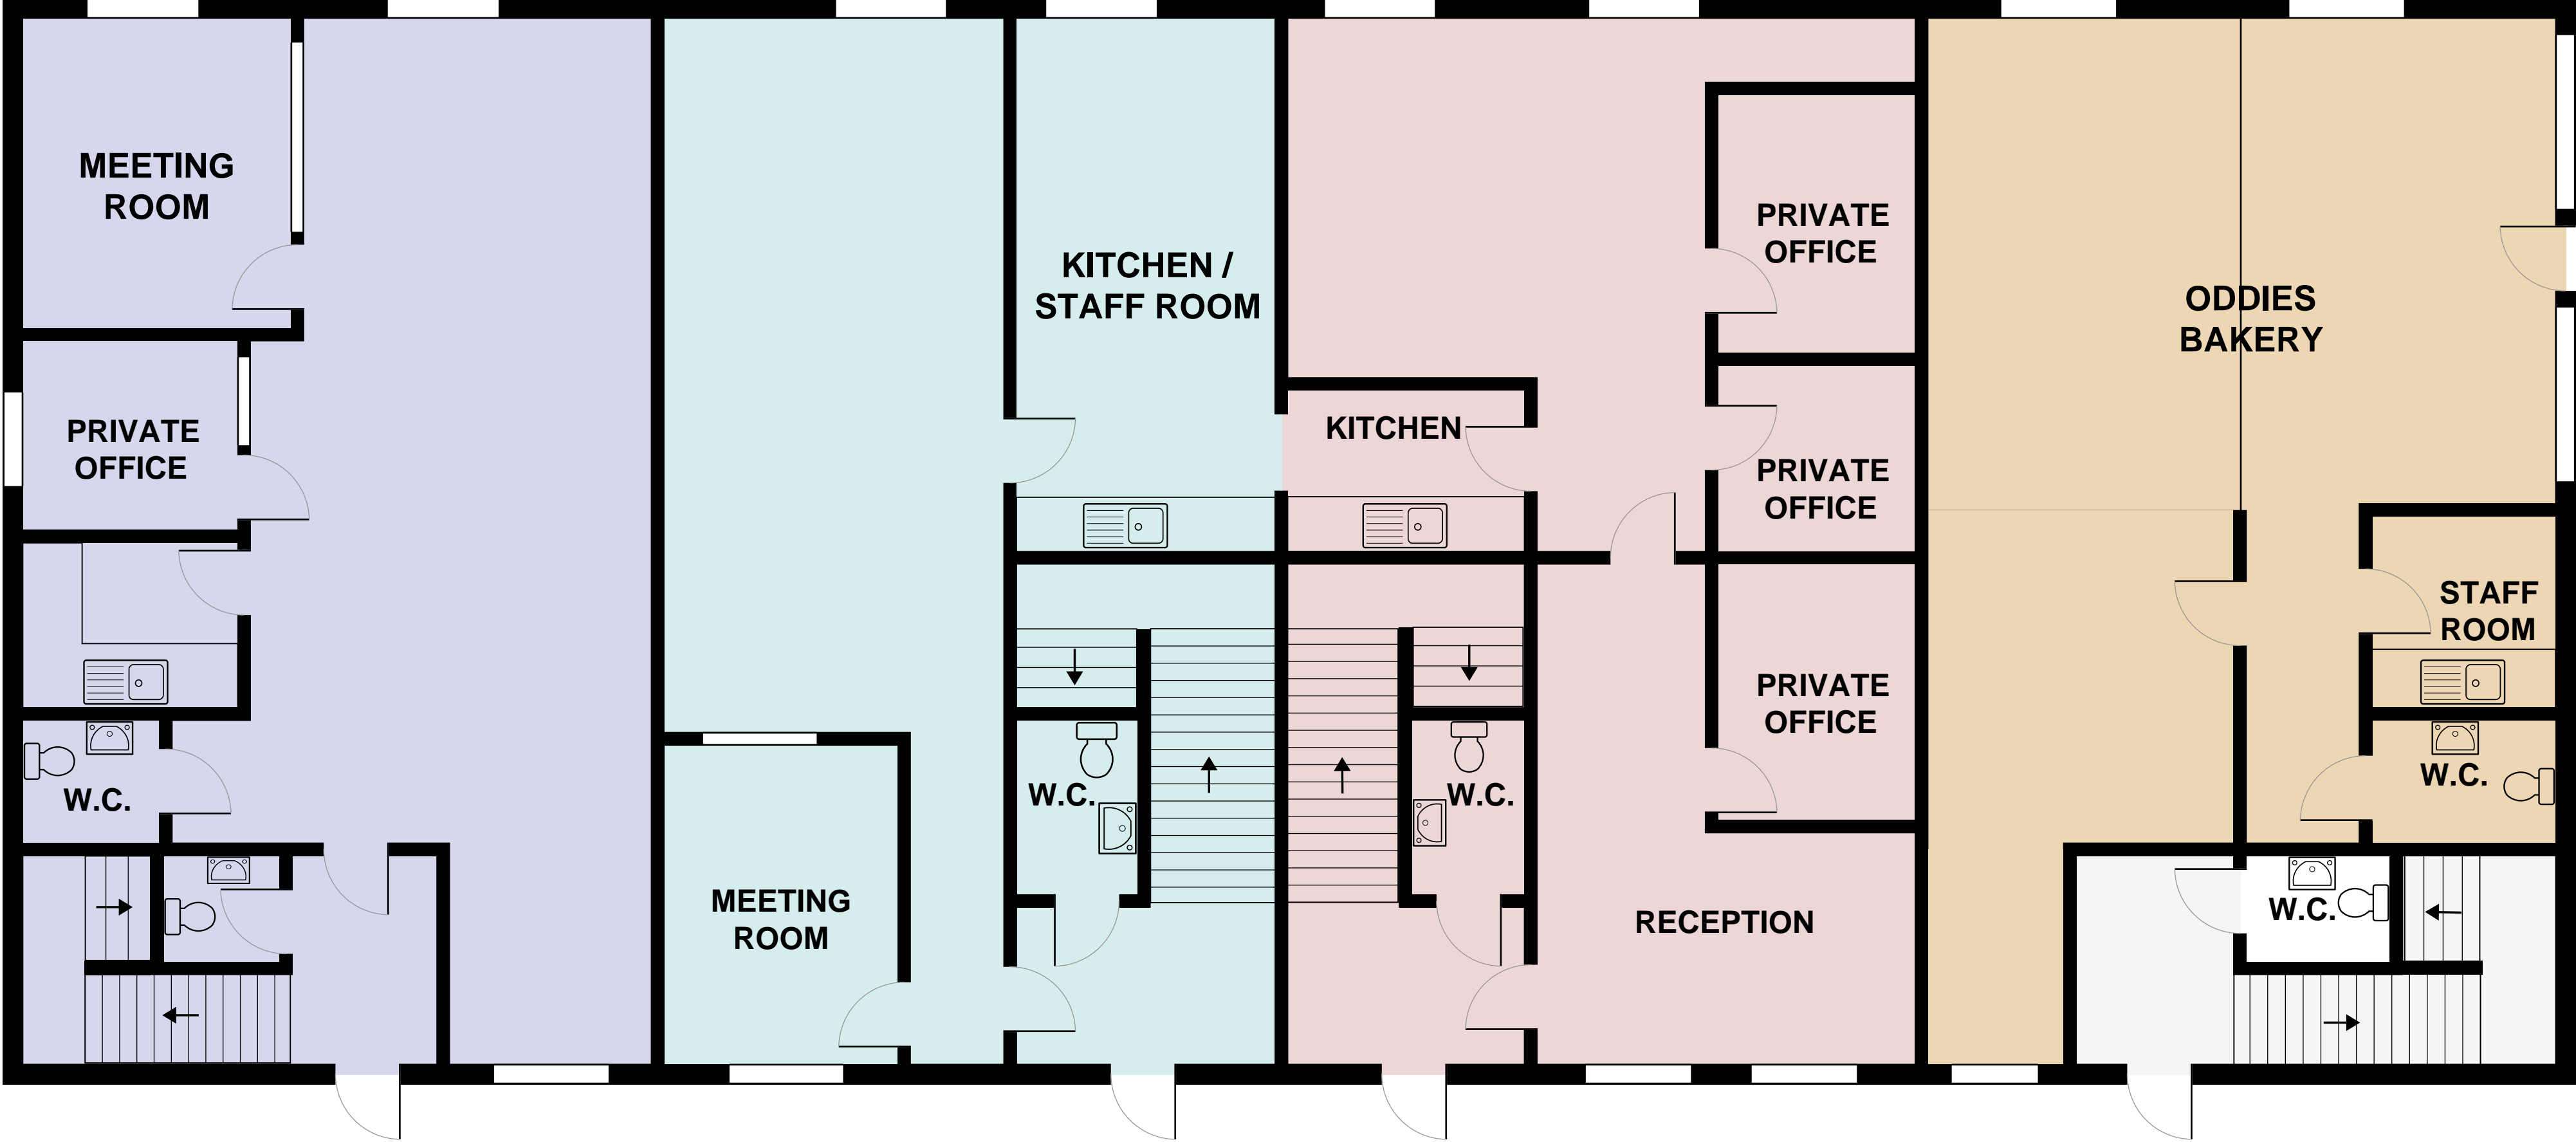 MEETING
ROOM
PRIVATE
OFFICE
W.C.
MEETING
ROOM
KITCHEN /
STAFF ROOM
W.C.
KITCHEN
W.C.
PRIVATE
OFFICE
PRIVATE
OFFICE
PRIVATE
OFFICE
RECEPTION
ODDIES
BAKERY
STAFF
ROOM
W.C.
W.C.